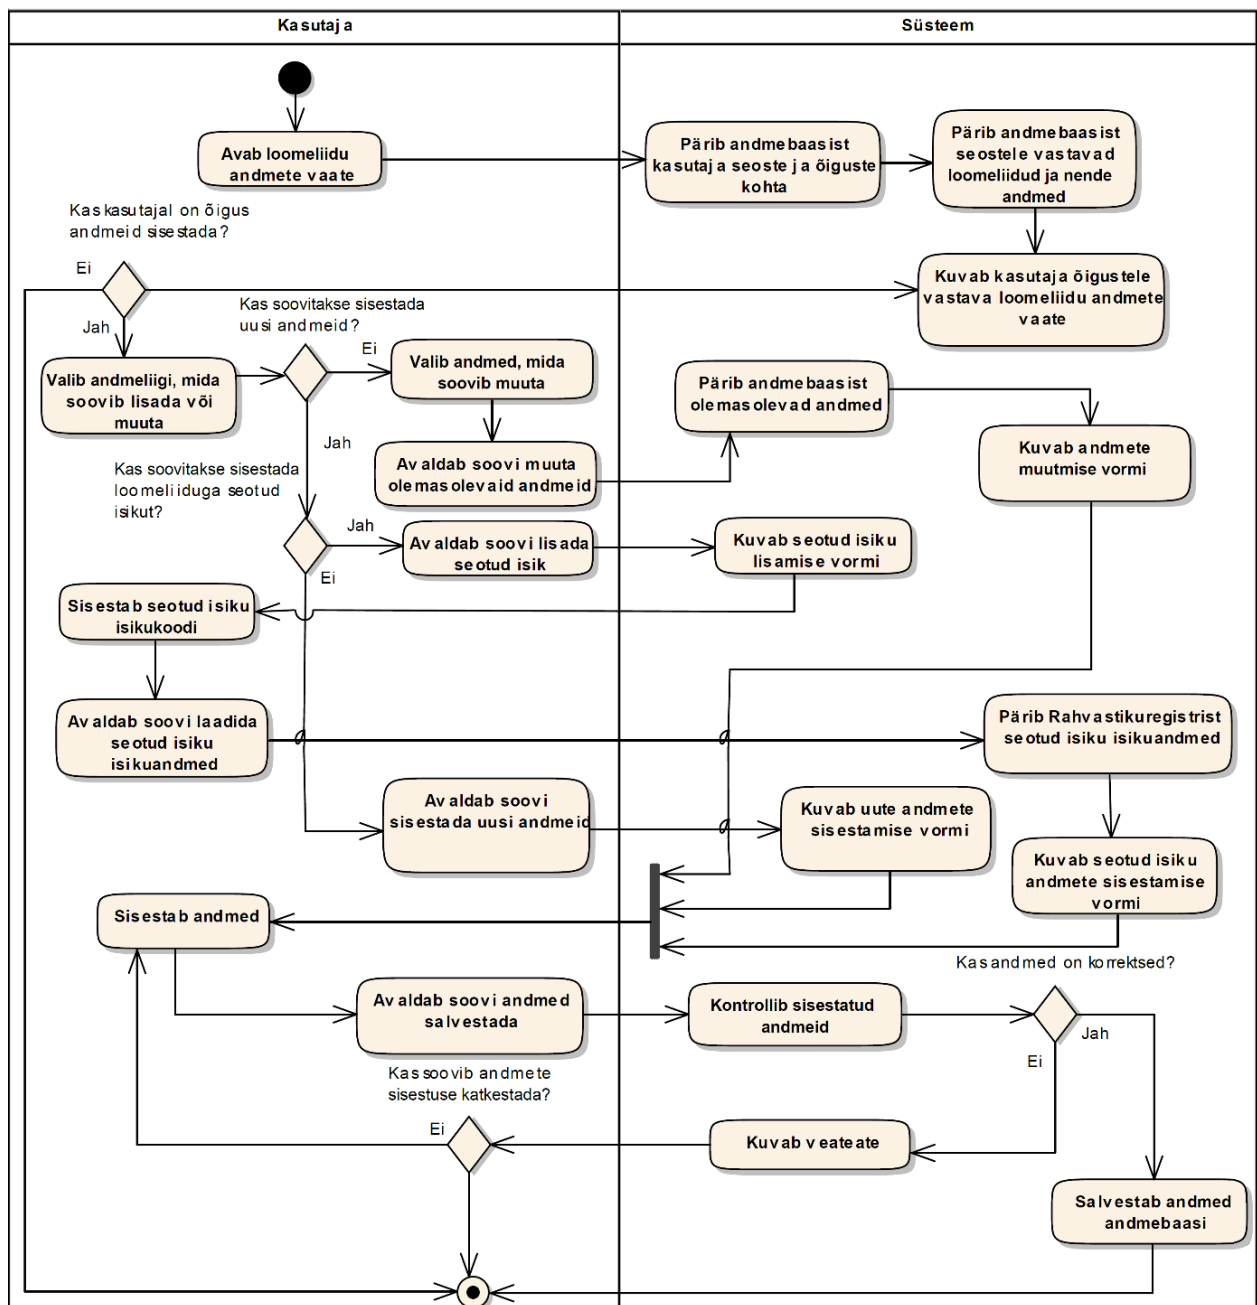 Kasutaja
Süsteem
Avab loomeliidu
andmete vaate
Pärib andmebaasist
kasutaja seoste ja õiguste
kohta
Pärib andmebaasist
seostele vastavad
loomeliidud ja nende
andmed
Kas kasutajal on õigus
andmeid sisestada?
Ei
Jah
Kuvab kasutaja õigustele
vastava loomeliidu andmete
vaate
Kas soovitakse sisestada
uusi andmeid?
Ei
Jah
Valib andmeliigi, mida
soovib lisada või
muuta
Valib andmed, mida
soovib muuta
Pärib andmebaasist
olemasolevad andmed
Avaldab soovi muuta
olemasolevaid andmeid
Kuvab andmete
muutmise vormi
Kas soovitakse sisestada
loomeliiduga seotud
isikut?
Jah
Ei
Avaldab soovi lisada
seotud isik
Kuvab seotud isiku
lisamise vormi
Sisestab seotud isiku
isikukoodi
Avaldab soovi laadida
seotud isiku
isikuandmed
Pärib Rahvastikuregistrist
seotud isiku isikuandmed
Avaldab soovi
sisestada uusi andmeid
Kuvab uute andmete
sisestamise vormi
Kuvab seotud isiku
andmete sisestamise
vormi
Sisestab andmed
Kas andmed on korrektsed?
Avaldab soovi andmed
salvestada
Kontrollib sisestatud
andmeid
Jah
Ei
Kas soovib andmete
sisestuse katkestada?
Ei
Kuvab veateate
Salvestab andmed
andmebaasi